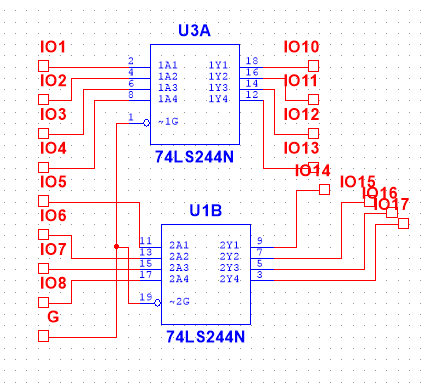 U3A
IO1
IO10
2 1A1 1Y1 18
IO2
4 1A2 1Y2 16
IO11
6 1A3 1Y3 14
IO3
8 1A4 1Y4 12
IO12
1 ~1G
IO4
IO13
74LS244N
IO14
IO5
IO15
IO16
IO17
U1B
IO6
11 2A1 2Y1 9
IO7
13 2A2 2Y2 7
15 2A3 2Y3 5
17 2A4 2Y4 3
IO8
19 ~2G
G
74LS244N